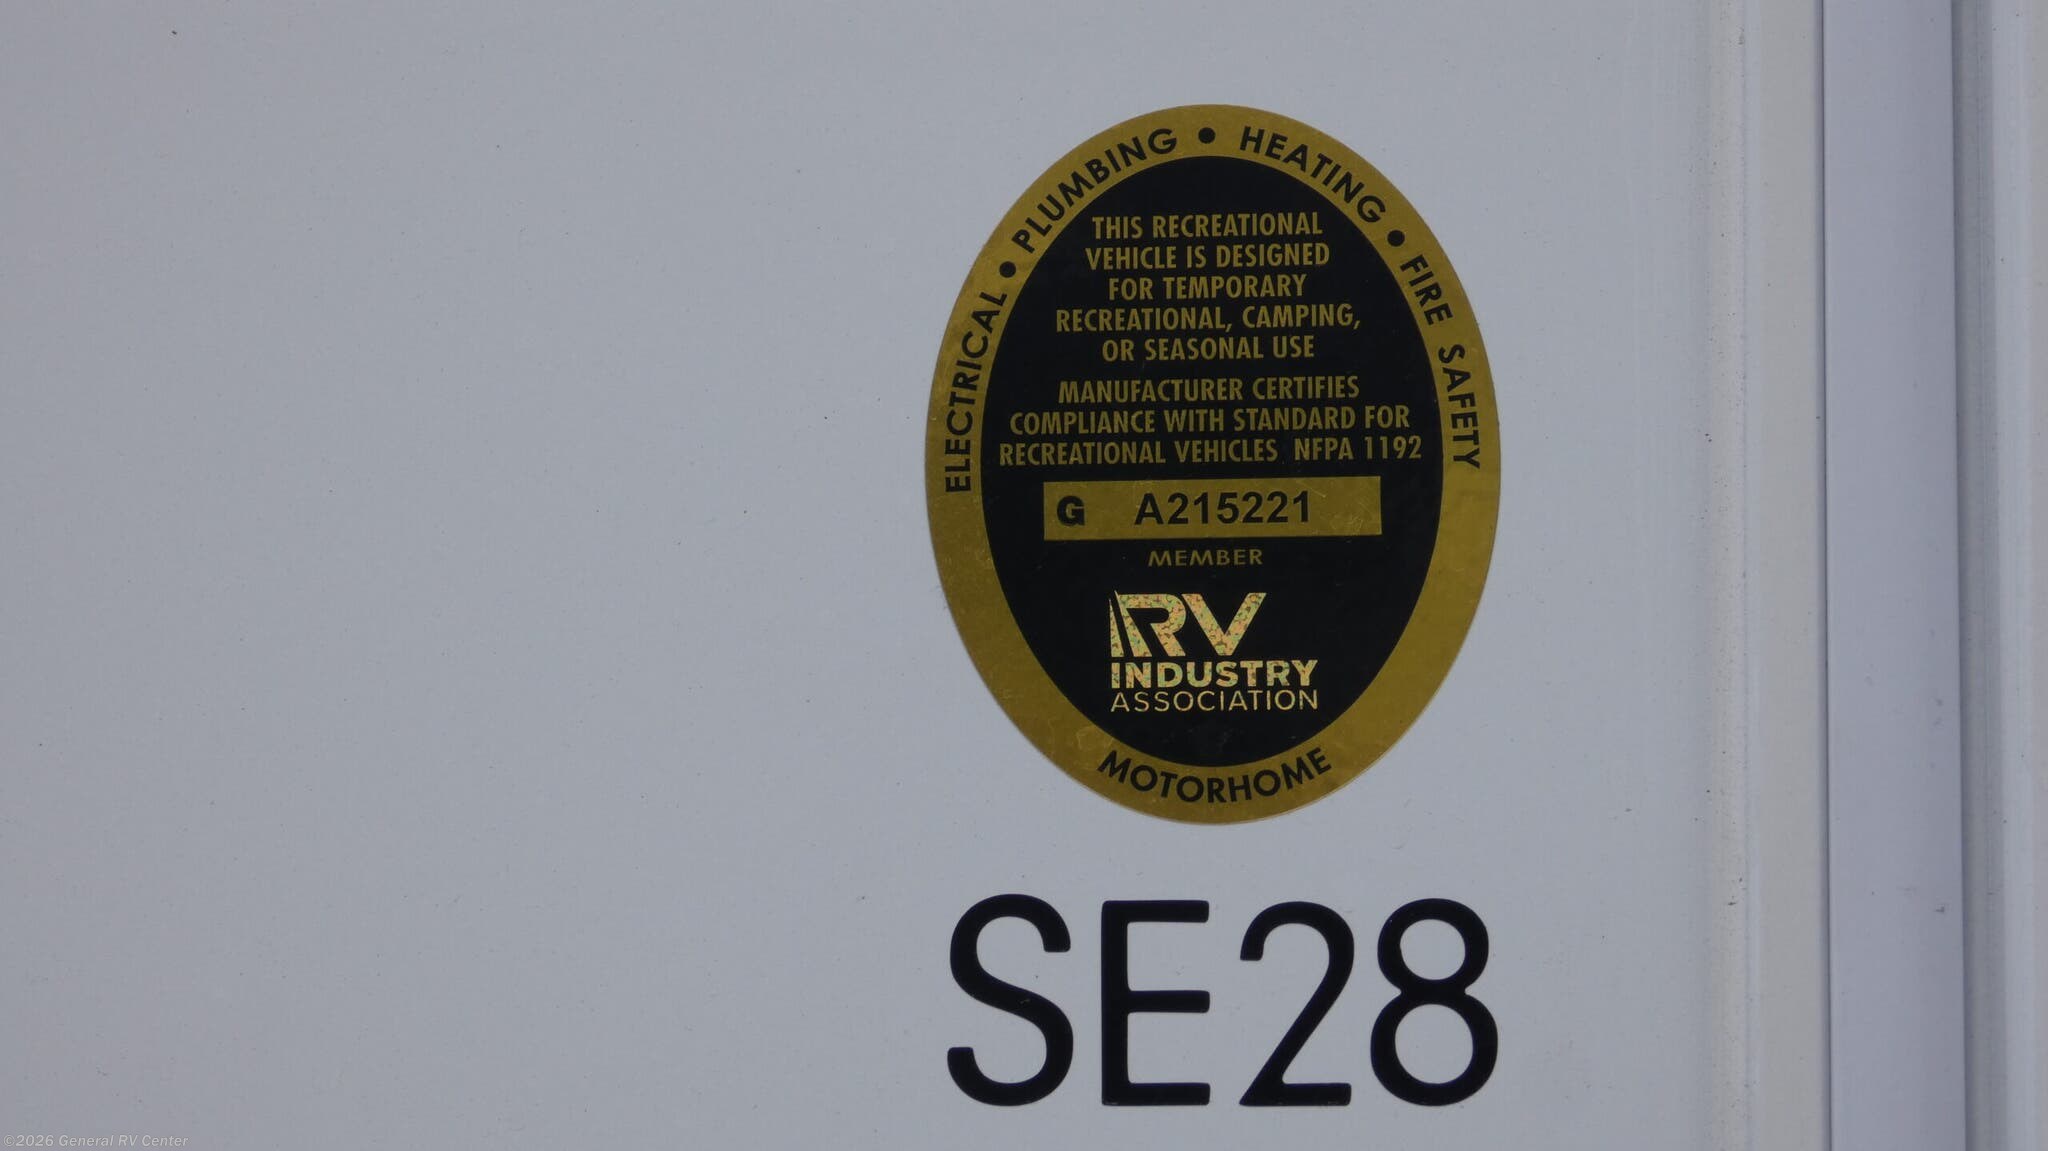 ELECTRICAL • PLUMBING • HEATING • FIRE SAFETY
THIS RECREATIONAL
VEHICLE IS DESIGNED
FOR TEMPORARY
RECREATIONAL, CAMPING,
OR SEASONAL USE
MANUFACTURER CERTIFIES
COMPLIANCE WITH STANDARD FOR
RECREATIONAL VEHICLES NFPA 1192
G A215221
MEMBER
RV
INDUSTRY
ASSOCIATION
MOTORHOME
SE28
©2026 General RV Center